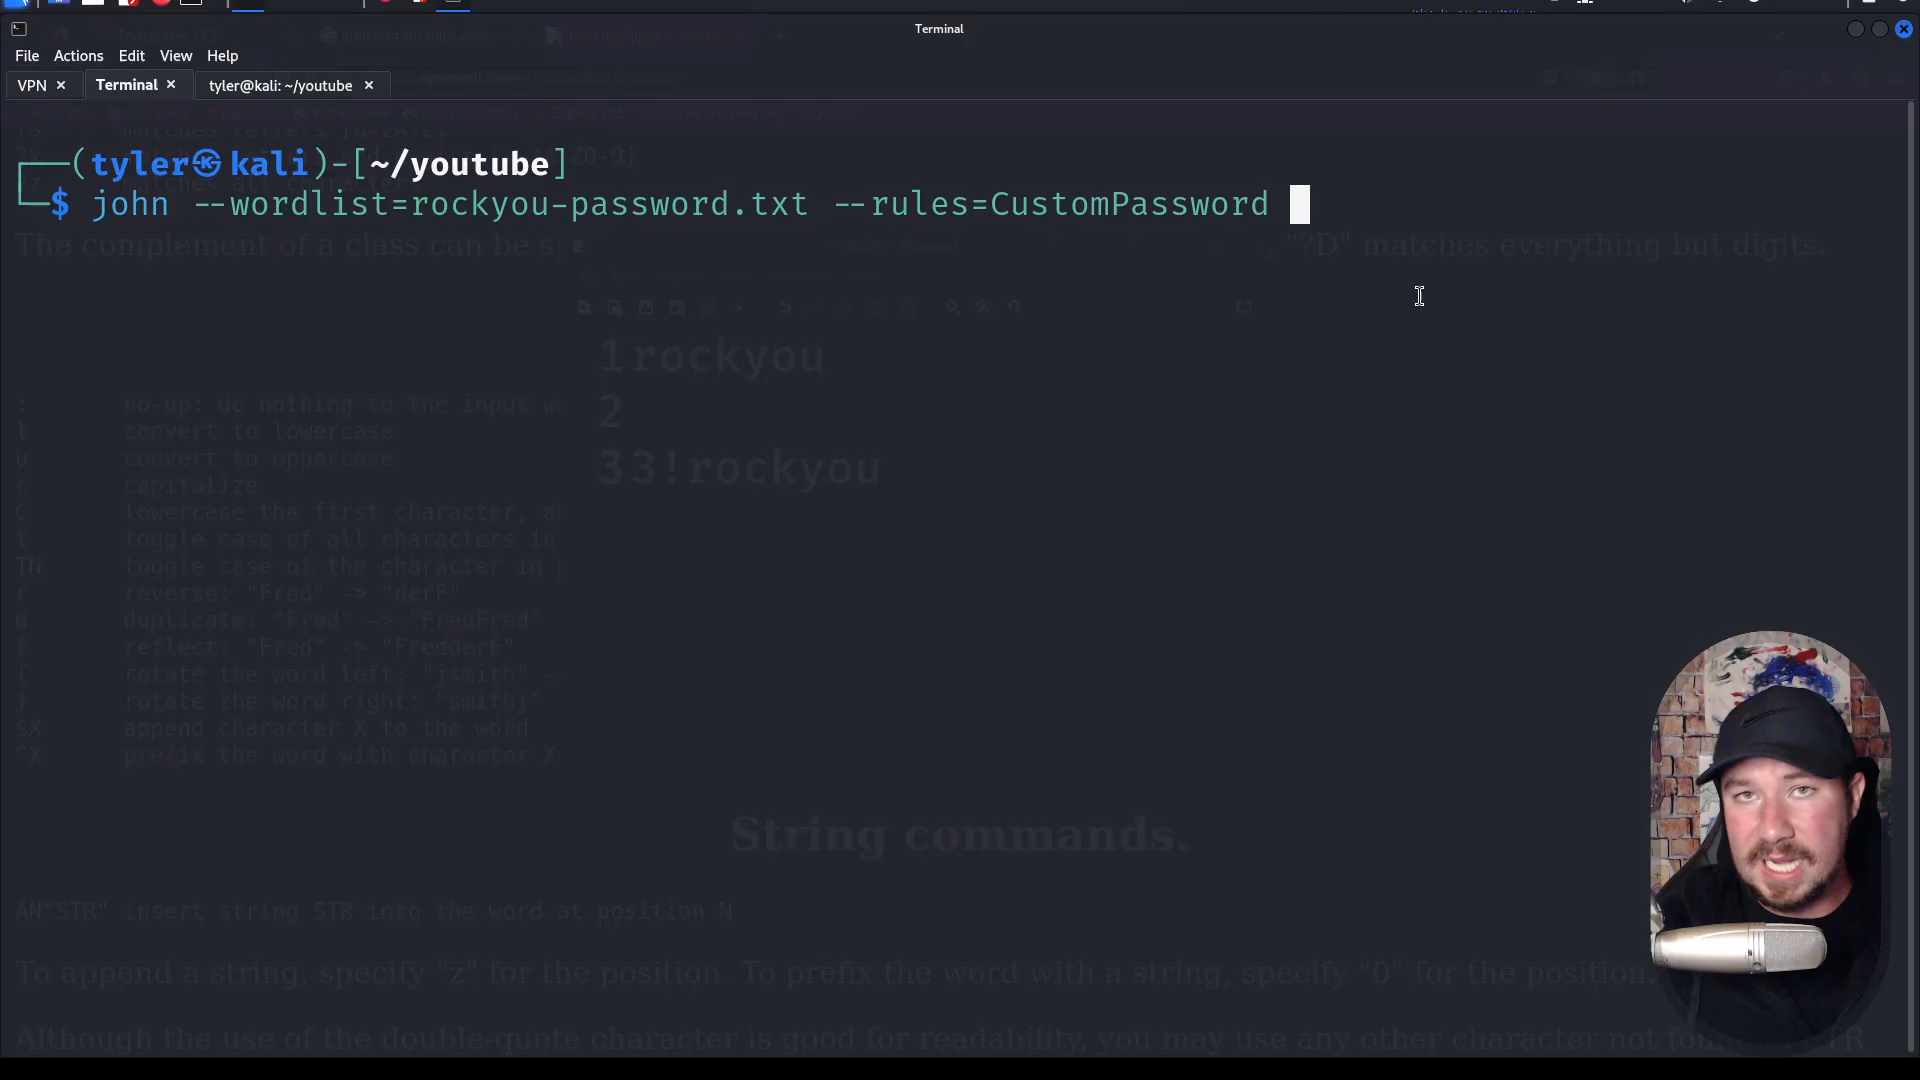 Terminal
File Actions Edit View Help
VPN × Terminal × tyler@kali: ~/youtube ×
matches letters [a-zA-Z]
┌──(tyler㉿kali)-[~/youtube]
└─$ john --wordlist=rockyou-password.txt --rules=CustomPassword
The complement of a class can be "?D" matches everything but digits.
1 rockyou
2
3 3!rockyou
: no-op: do nothing to the input
l convert to lowercase
u convert to uppercase
c capitalize
C lowercase the first character,
t toggle case of all characters in
TN toggle case of the character in
r reverse: "Fred" -> "derF"
d duplicate: "Fred" -> "FredFred"
f reflect: "Fred" -> "FredderF"
{ rotate the word left: "jsmith"
} rotate the word right: "smithj"
$X append character X to the word
^X prefix the word with character X
String commands.
AN"STR" insert string STR into the word at position N
To append a string, specify "z" for the position. To prefix the word with a string, specify "0" for the position.
Although the use of the double-quote character is good for readability, you may use any other character not